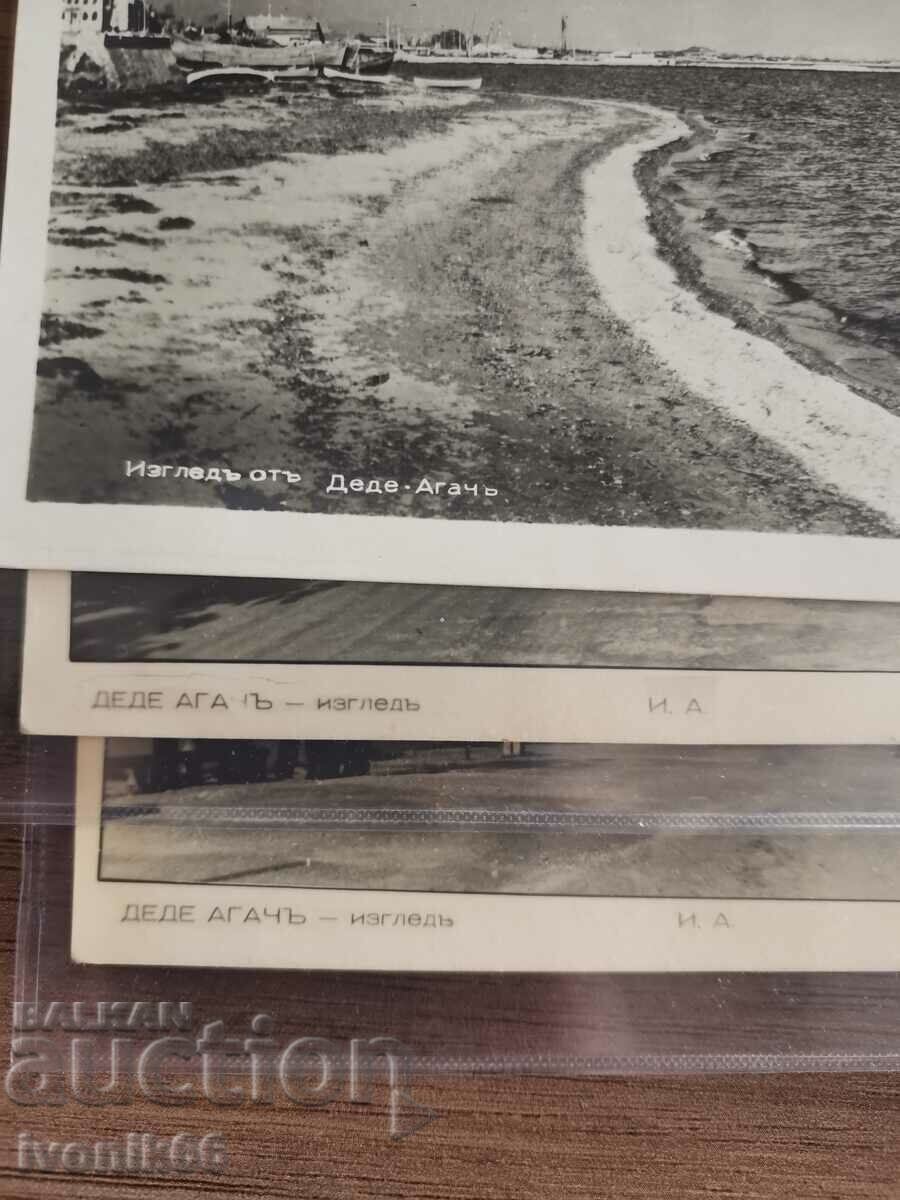 Изгледъ отъ Деде-Агачъ
ДЕДЕ АГАЧЪ — изгледъ И. А.
ДЕДЕ АГАЧЪ — изгледъ И. А.
BALKAN
auction
ivonik66